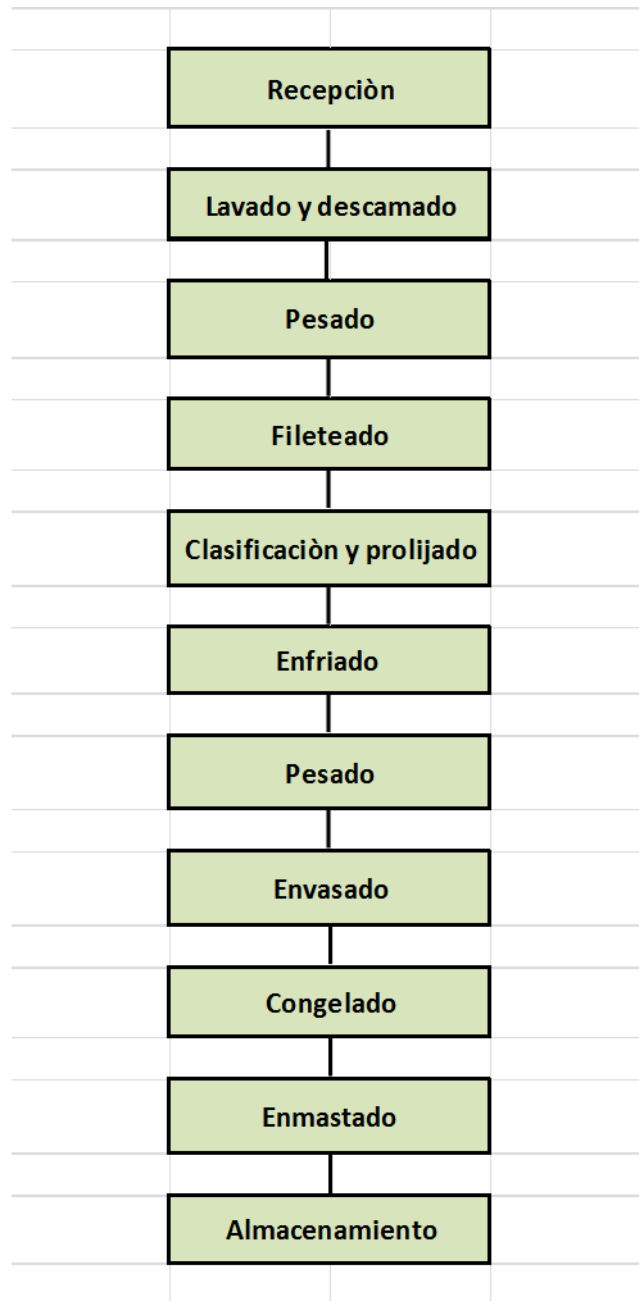 Recepciòn
Lavado y descamado
Pesado
Fileteado
Clasificaciòn y prolijado
Enfriado
Pesado
Envasado
Congelado
Enmastado
Almacenamiento